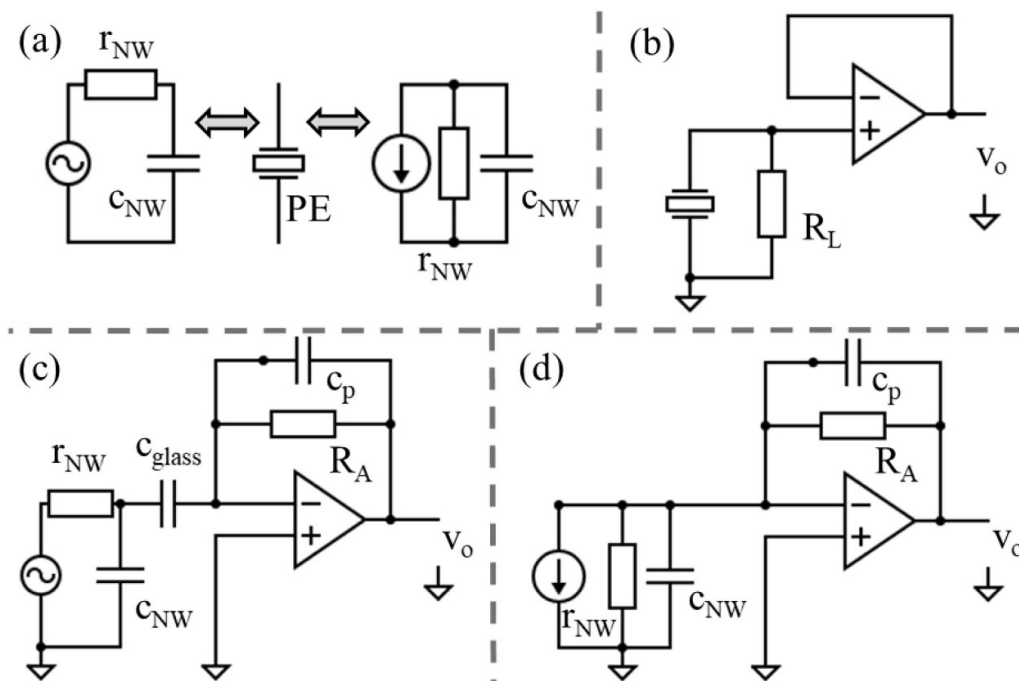 (a)
r_NW
c_NW
PE
r_NW
c_NW
(b)
−
+
R_L
v_o
(c)
c_p
R_A
c_glass
r_NW
c_NW
−
+
v_o
(d)
c_p
R_A
r_NW
c_NW
−
+
v_o